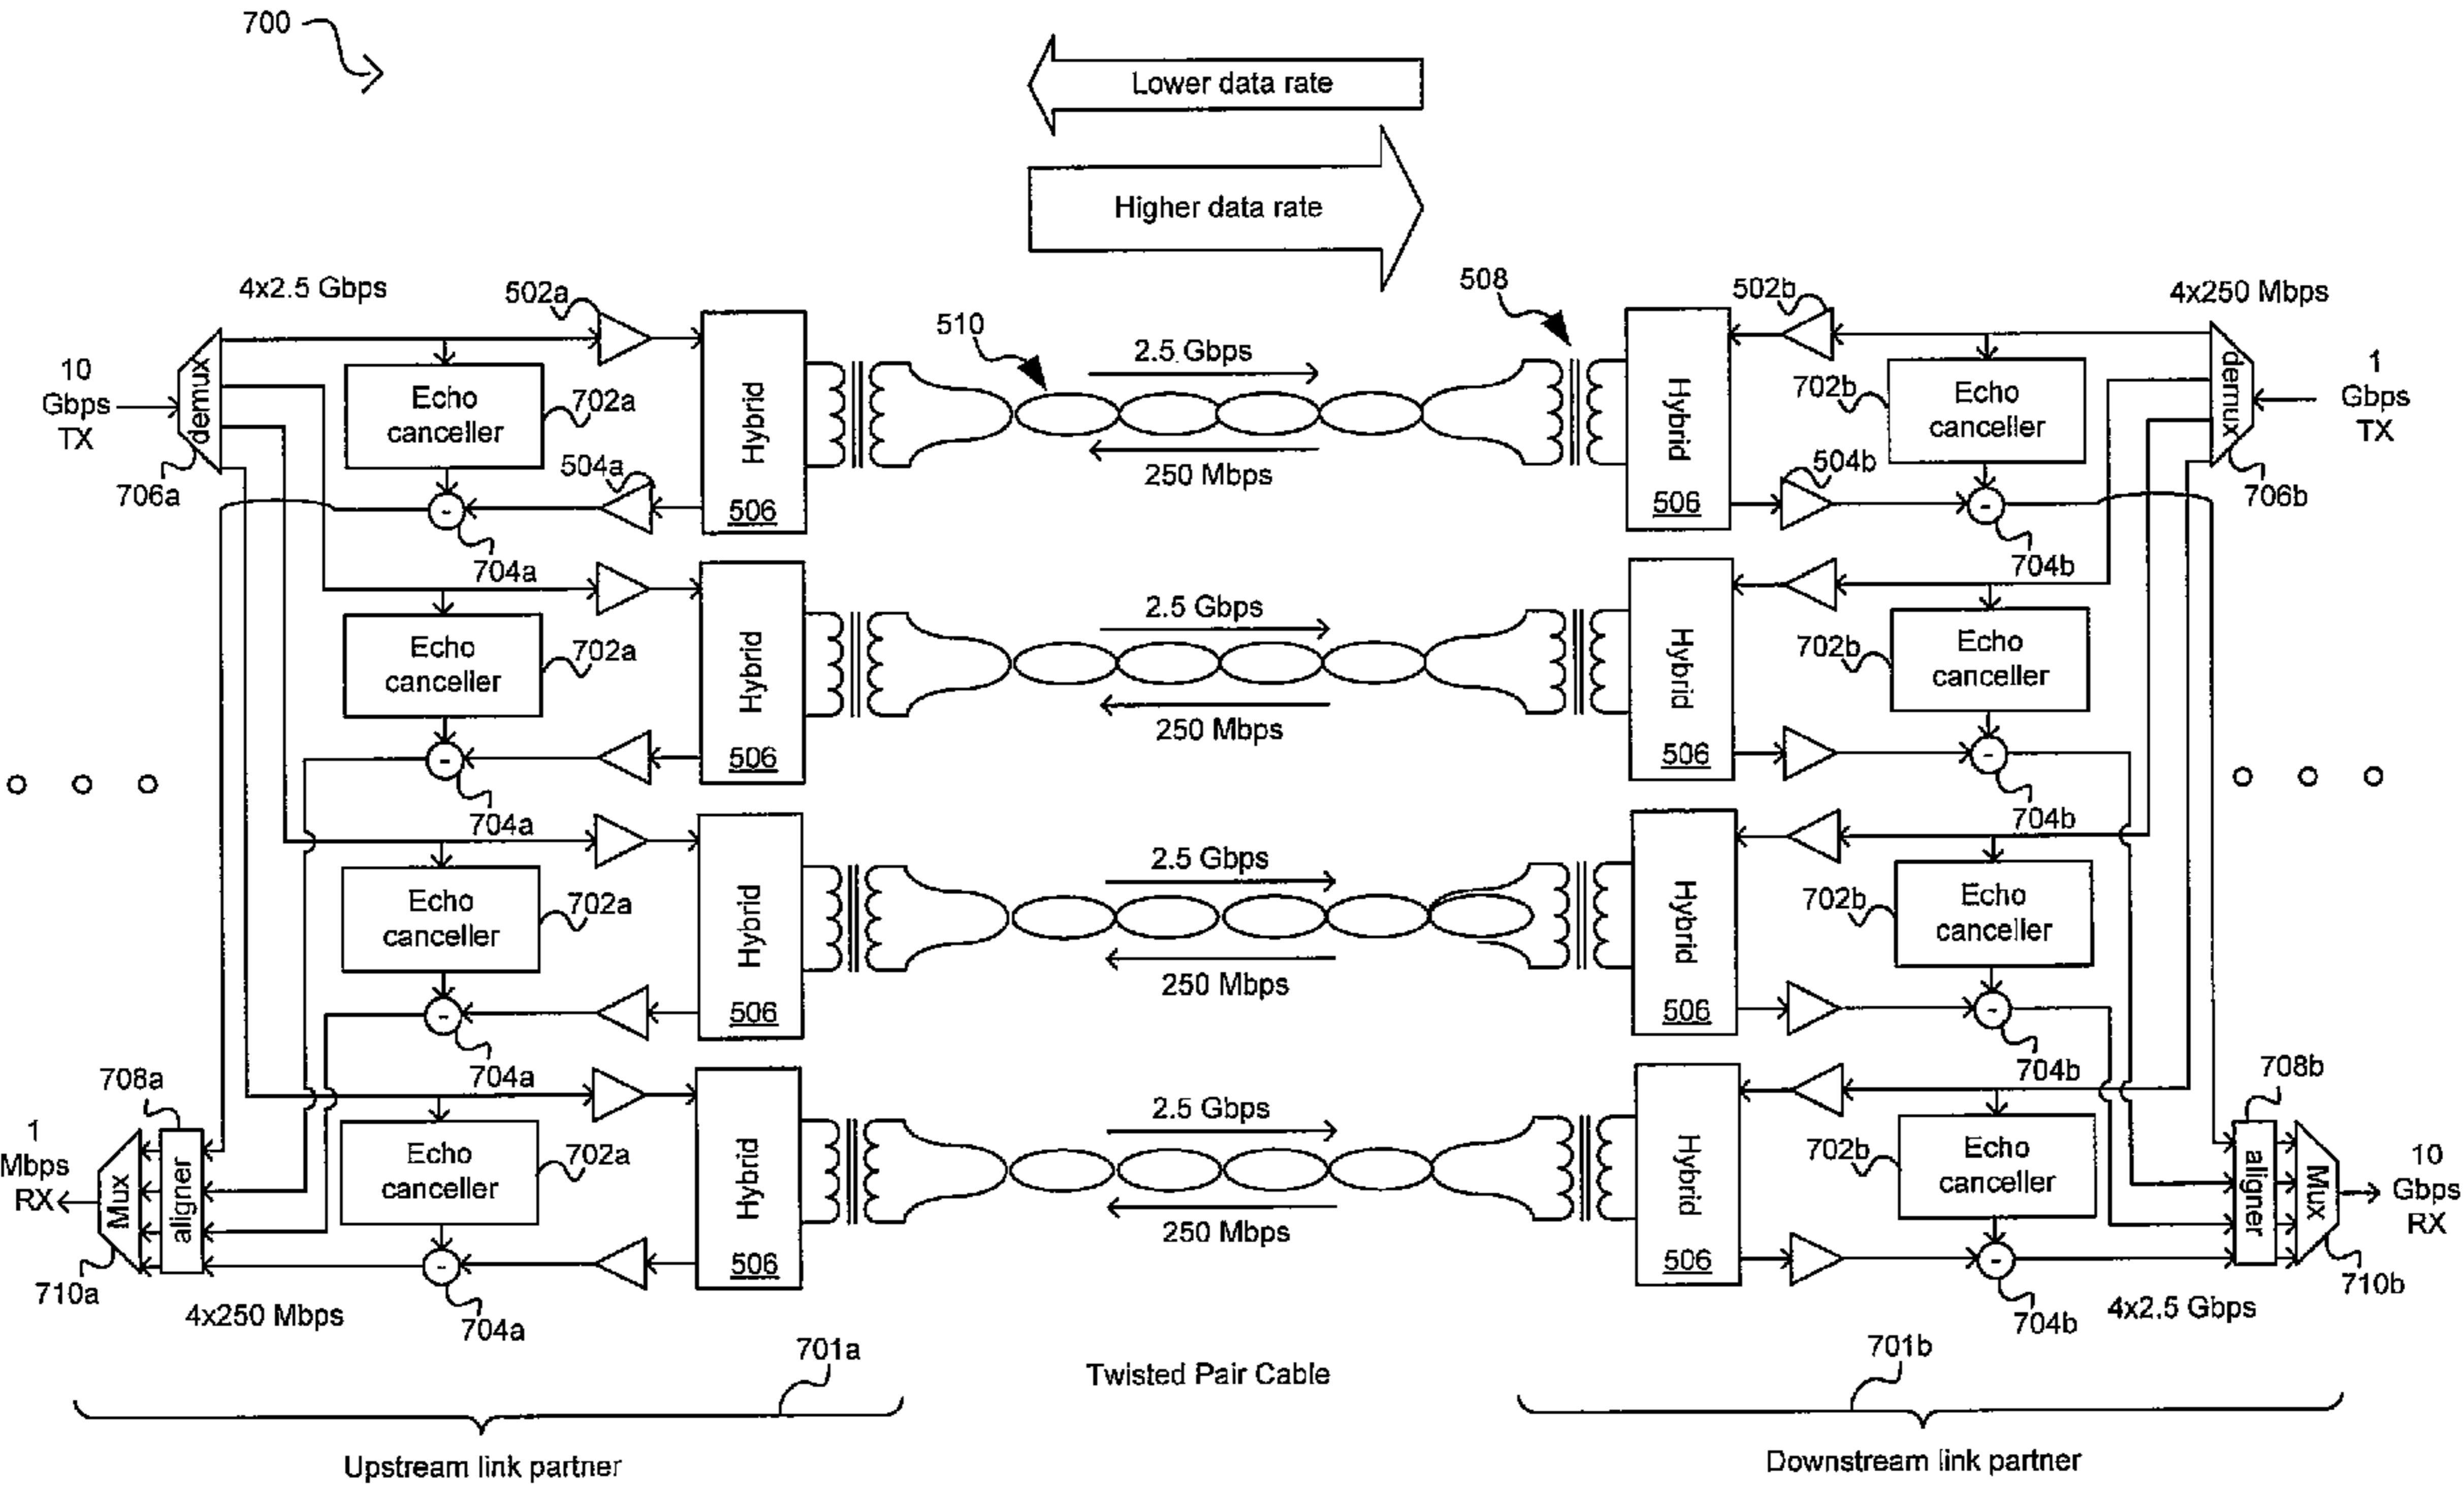 700
Lower data rate
Higher data rate
4x2.5 Gbps
502a
510
508
502b
4x250 Mbps
10
Gbps
TX
demux
706a
Echo
canceller
702a
504a
704a
Hybrid
506
2.5 Gbps
250 Mbps
Hybrid
506
702b
Echo
canceller
504b
704b
demux
706b
1
Gbps
TX
Echo
canceller
702a
704a
Hybrid
506
2.5 Gbps
250 Mbps
Hybrid
506
702b
Echo
canceller
704b
Echo
canceller
702a
704a
Hybrid
506
2.5 Gbps
250 Mbps
Hybrid
506
702b
Echo
canceller
704b
708a
1
Mbps
RX
Mux
aligner
710a
4x250 Mbps
Echo
canceller
702a
704a
Hybrid
506
2.5 Gbps
250 Mbps
Hybrid
506
702b
Echo
canceller
704b
708b
aligner
Mux
10
Gbps
RX
710b
4x2.5 Gbps
701a
Twisted Pair Cable
701b
Upstream link partner
Downstream link partner